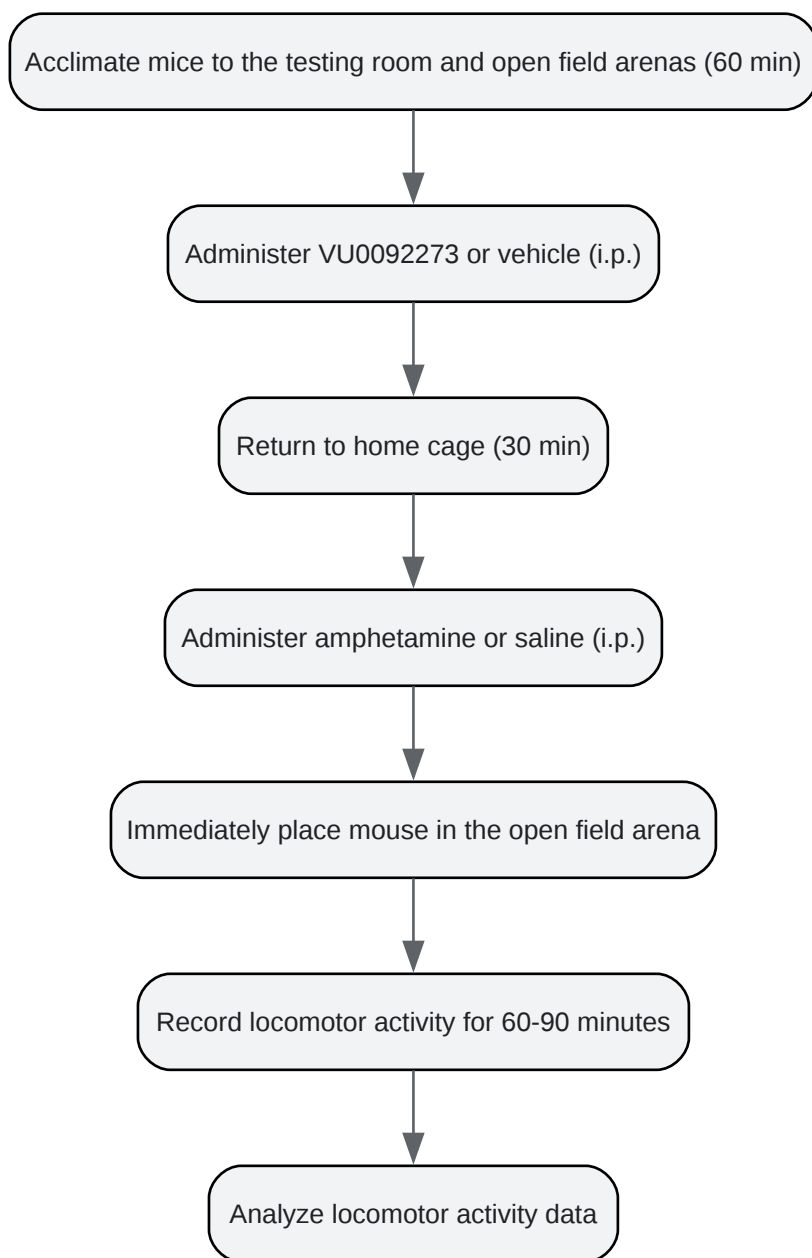 Acclimate mice to the testing room and open field arenas (60 min)
Administer VU0092273 or vehicle (i.p.)
Return to home cage (30 min)
Administer amphetamine or saline (i.p.)
Immediately place mouse in the open field arena
Record locomotor activity for 60-90 minutes
Analyze locomotor activity data